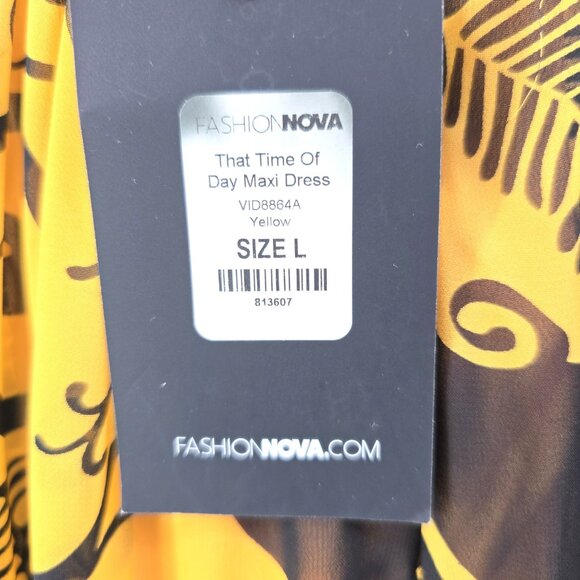 FASHIONNOVA
That Time Of
Day Maxi Dress
VID8864A
Yellow
SIZE L
813607
FASHIONNOVA.COM